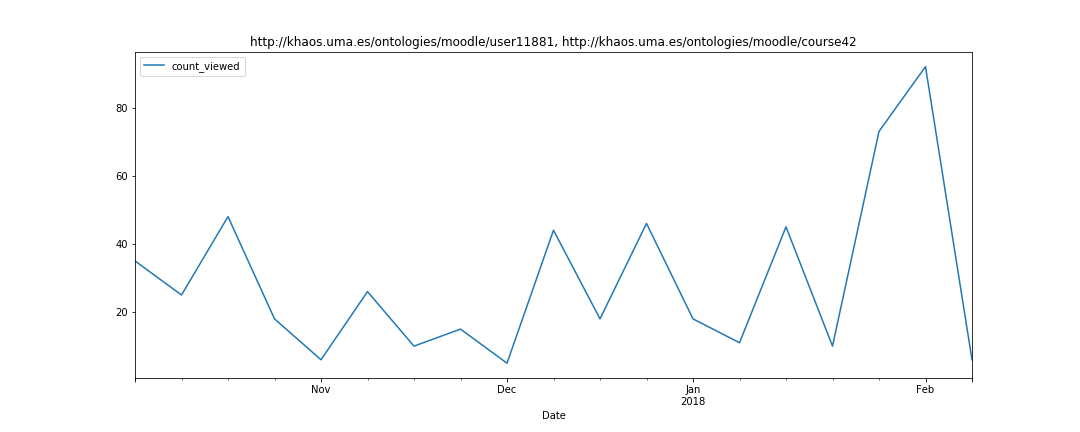 http://khaos.uma.es/ontologies/moodle/user11881, http://khaos.uma.es/ontologies/moodle/course42
count_viewed
80
60
40
20
Nov
Dec
Jan
2018
Feb
Date